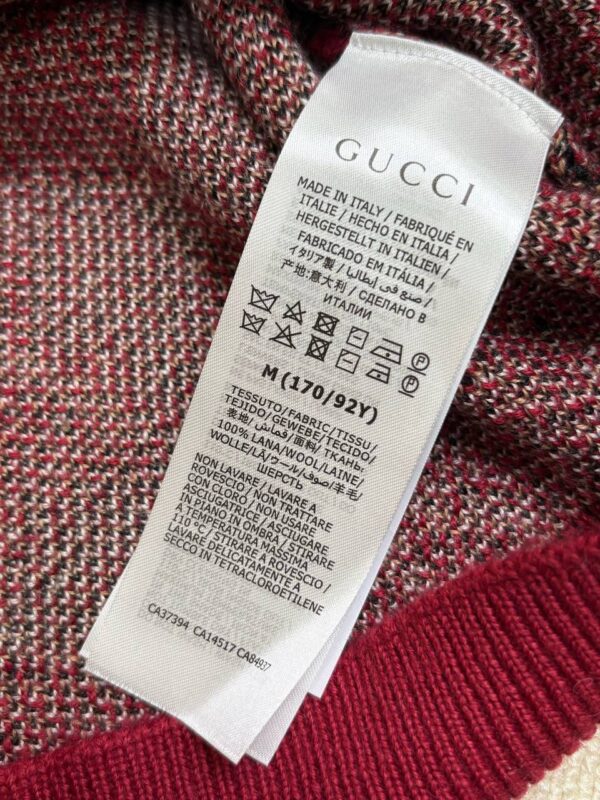 GUCCI
MADE IN ITALY / FABRIQUÉ EN
ITALIE / HECHO EN ITALIA /
HERGESTELLT IN ITALIEN /
FABRICADO EM ITÁLIA /
イタリア製 / صنع في إيطاليا /
产地:意大利 / СДЕЛАНО В
ИТАЛИИ
M (170/92Y)
TESSUTO/FABRIC/TISSU/
TEJIDO/GEWEBE/TECIDO/
表地/قماش/面料/ ТКАНЬ:
100% LANA/WOOL/LAINE/
WOLLE/LÃ/ウール/صوف/羊毛/
ШЕРСТЬ
NON LAVARE / LAVARE A
ROVESCIO / NON TRATTARE
CON CLORO / NON USARE
ASCIUGATRICE / ASCIUGARE
IN PIANO IN OMBRA / STIRARE
A TEMPERATURA MASSIMA
110 °C / STIRARE A ROVESCIO /
LAVARE DELICATAMENTE A
SECCO IN TETRACLOROETILENE
CA37394 CA14517 CA84937